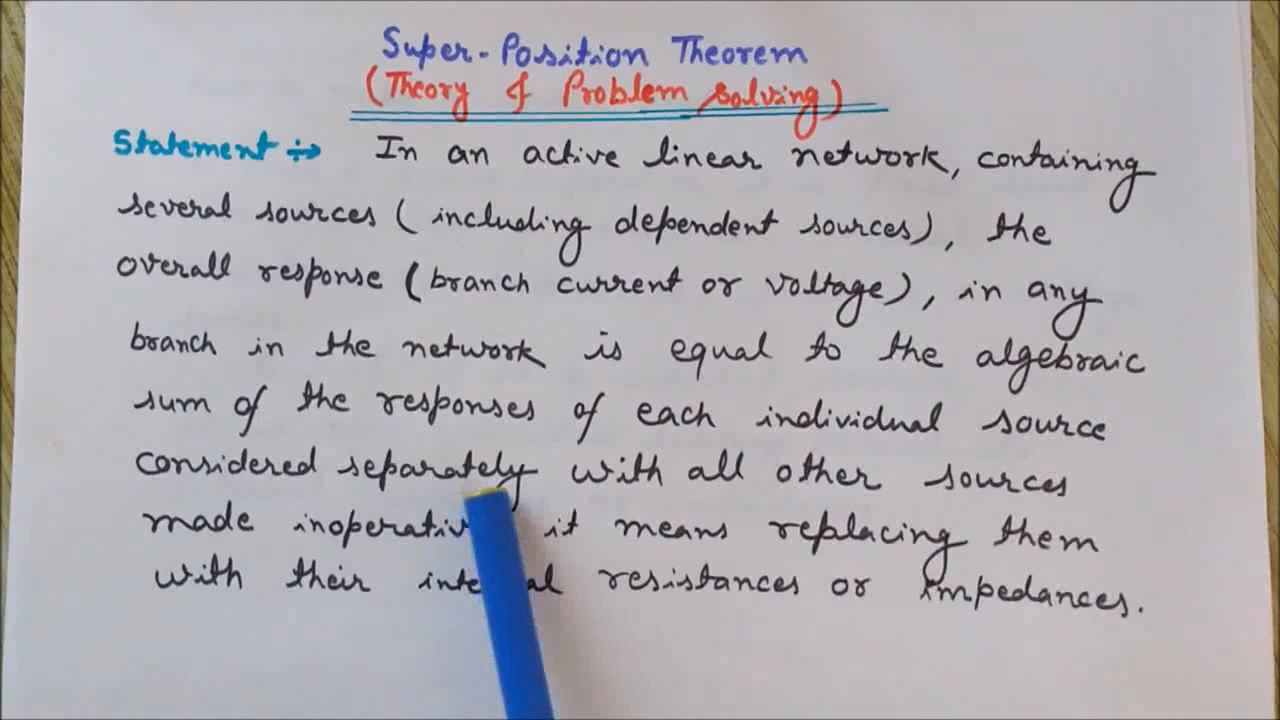 Super-Position Theorem
(Theory & Problem solving)
Statement ÷→ In an active linear network, containing
several sources (including dependent sources), the
overall response (branch current or voltage), in any
branch in the network is equal to the algebraic
sum of the responses of each individual source
considered separately with all other sources
made it means replacing them
with their resistances or impedances.